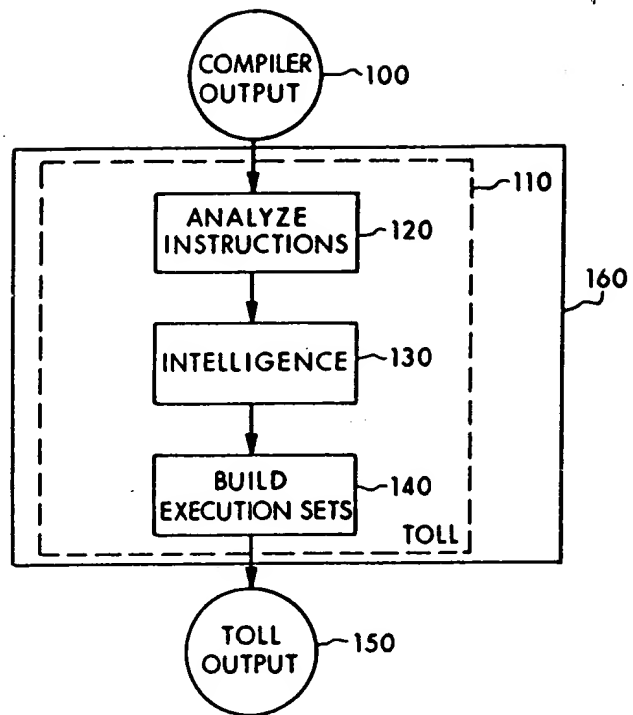 COMPILER
OUTPUT
100
110
ANALYZE
INSTRUCTIONS
120
160
INTELLIGENCE
130
BUILD
EXECUTION SETS
140
TOLL
TOLL
OUTPUT
150